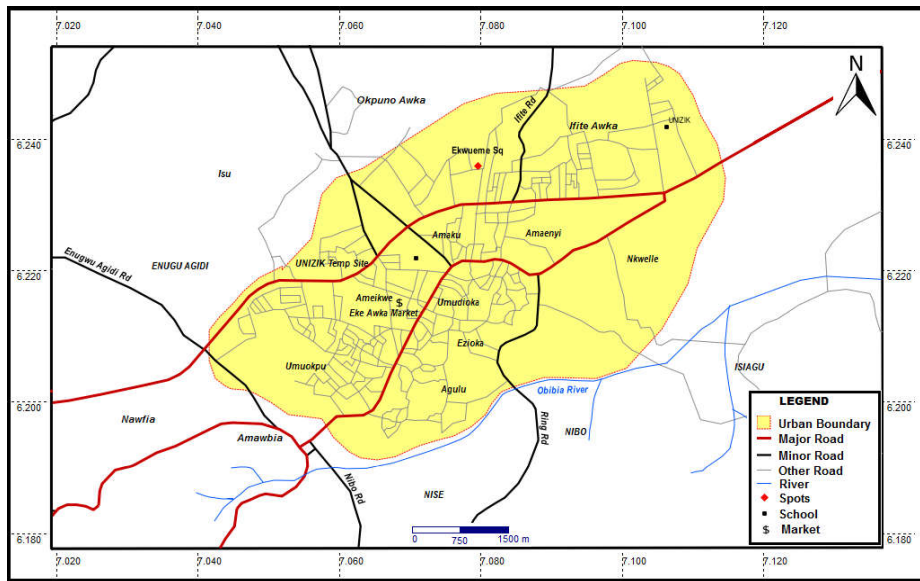 7.020 7.040 7.060 7.080 7.100 7.120
N
Okpuno Awka
Ifite Rd
Ifite Awka
UNIZIK
6.240 6.240
Ekwueme Sq
Isu
Amaku
Amaenyi
Enugwu Agidi Rd
ENUGU AGIDI
UNIZIK Temp Site
Nkwelle
6.220 6.220
Ameikwe
$
Umudioka
Eke Awka Market
Ezioka
Umuokpu
ISIAGU
Agulu
Obibia River
6.200 6.200
Nawfia
Amawbia
Ring Rd
NIBO
Nibo Rd
NISE
LEGEND
Urban Boundary
Major Road
Minor Road
Other Road
River
Spots
School
$ Market
0 750 1500 m
6.180 6.180
7.020 7.040 7.060 7.080 7.100 7.120